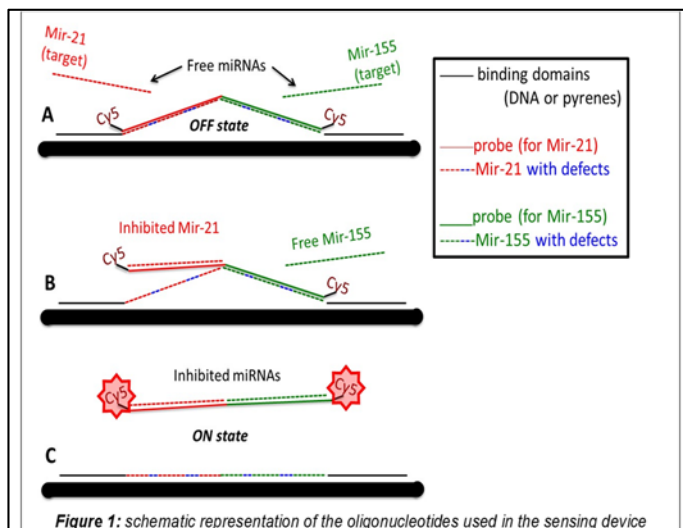 Mir-21
(target)
Free miRNAs
Mir-155
(target)
A
Cy5
OFF state
Cy5
binding domains
(DNA or pyrenes)
probe (for Mir-21)
Mir-21 with defects
probe (for Mir-155)
Mir-155 with defects
Inhibited Mir-21
Free Mir-155
Cy5
Cy5
B
Inhibited miRNAs
Cy5
Cy5
ON state
C
Figure 1: schematic representation of the oligonucleotides used in the sensing device